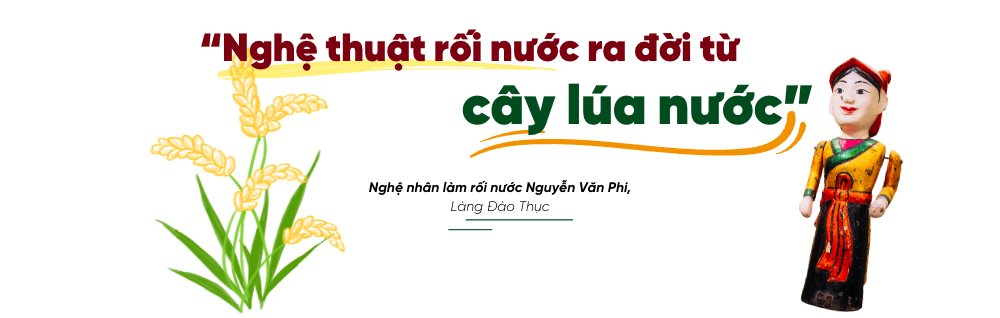 “Nghệ thuật rối nước ra đời từ
cây lúa nước”
Nghệ nhân làm rối nước Nguyễn Văn Phi,
Làng Đào Thục